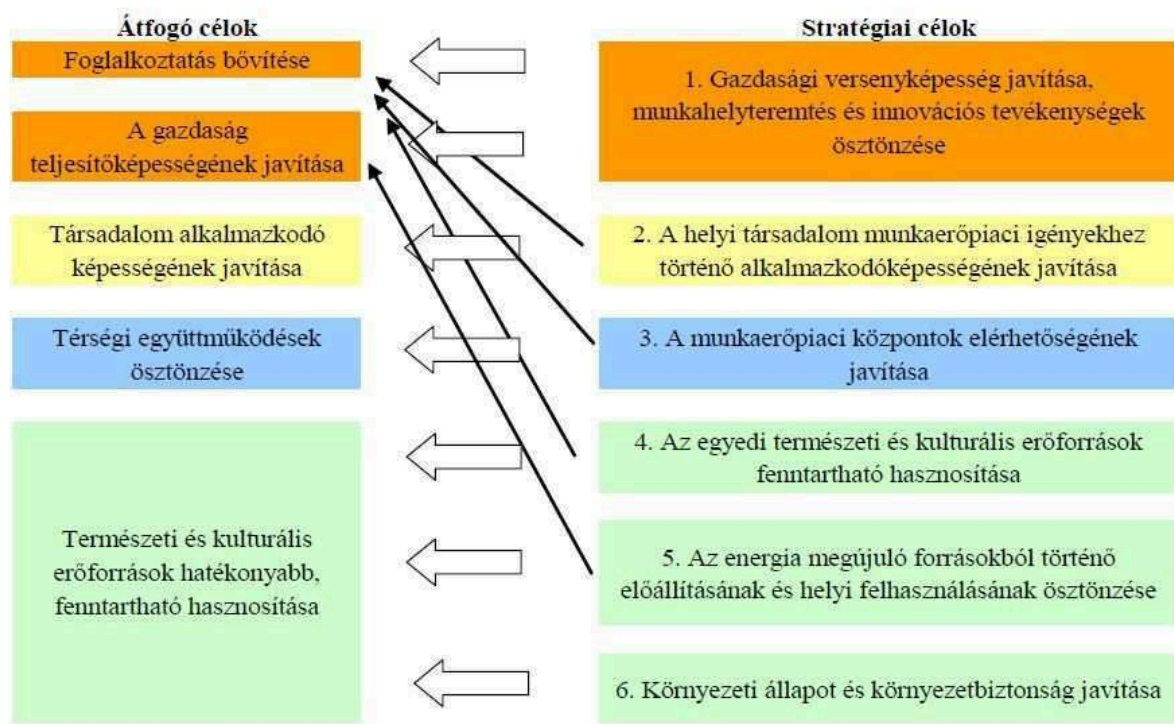 Átfogó célok
Foglalkoztatás bővítése
A gazdaság
teljesítőképességének javítása
Társadalom alkalmazkodó
képességének javítása
Térségi együttműködések
ösztönzése
Természeti és kulturális
erőforrások hatékonyabb,
fenntartható hasznosítása
Stratégiai célok
1. Gazdasági versenyképesség javítása,
munkahelyteremtés és innovációs tevékenységek
ösztönzése
2. A helyi társadalom munkaerőpiaci igényekhez
történő alkalmazkodóképességének javítása
3. A munkaerőpiaci központok elérhetőségének
javítása
4. Az egyedi természeti és kulturális erőforrások
fenntartható hasznosítása
5. Az energia megújuló forrásokból történő
előállításának és helyi felhasználásának ösztönzése
6. Környezeti állapot és környezetbiztonság javítása